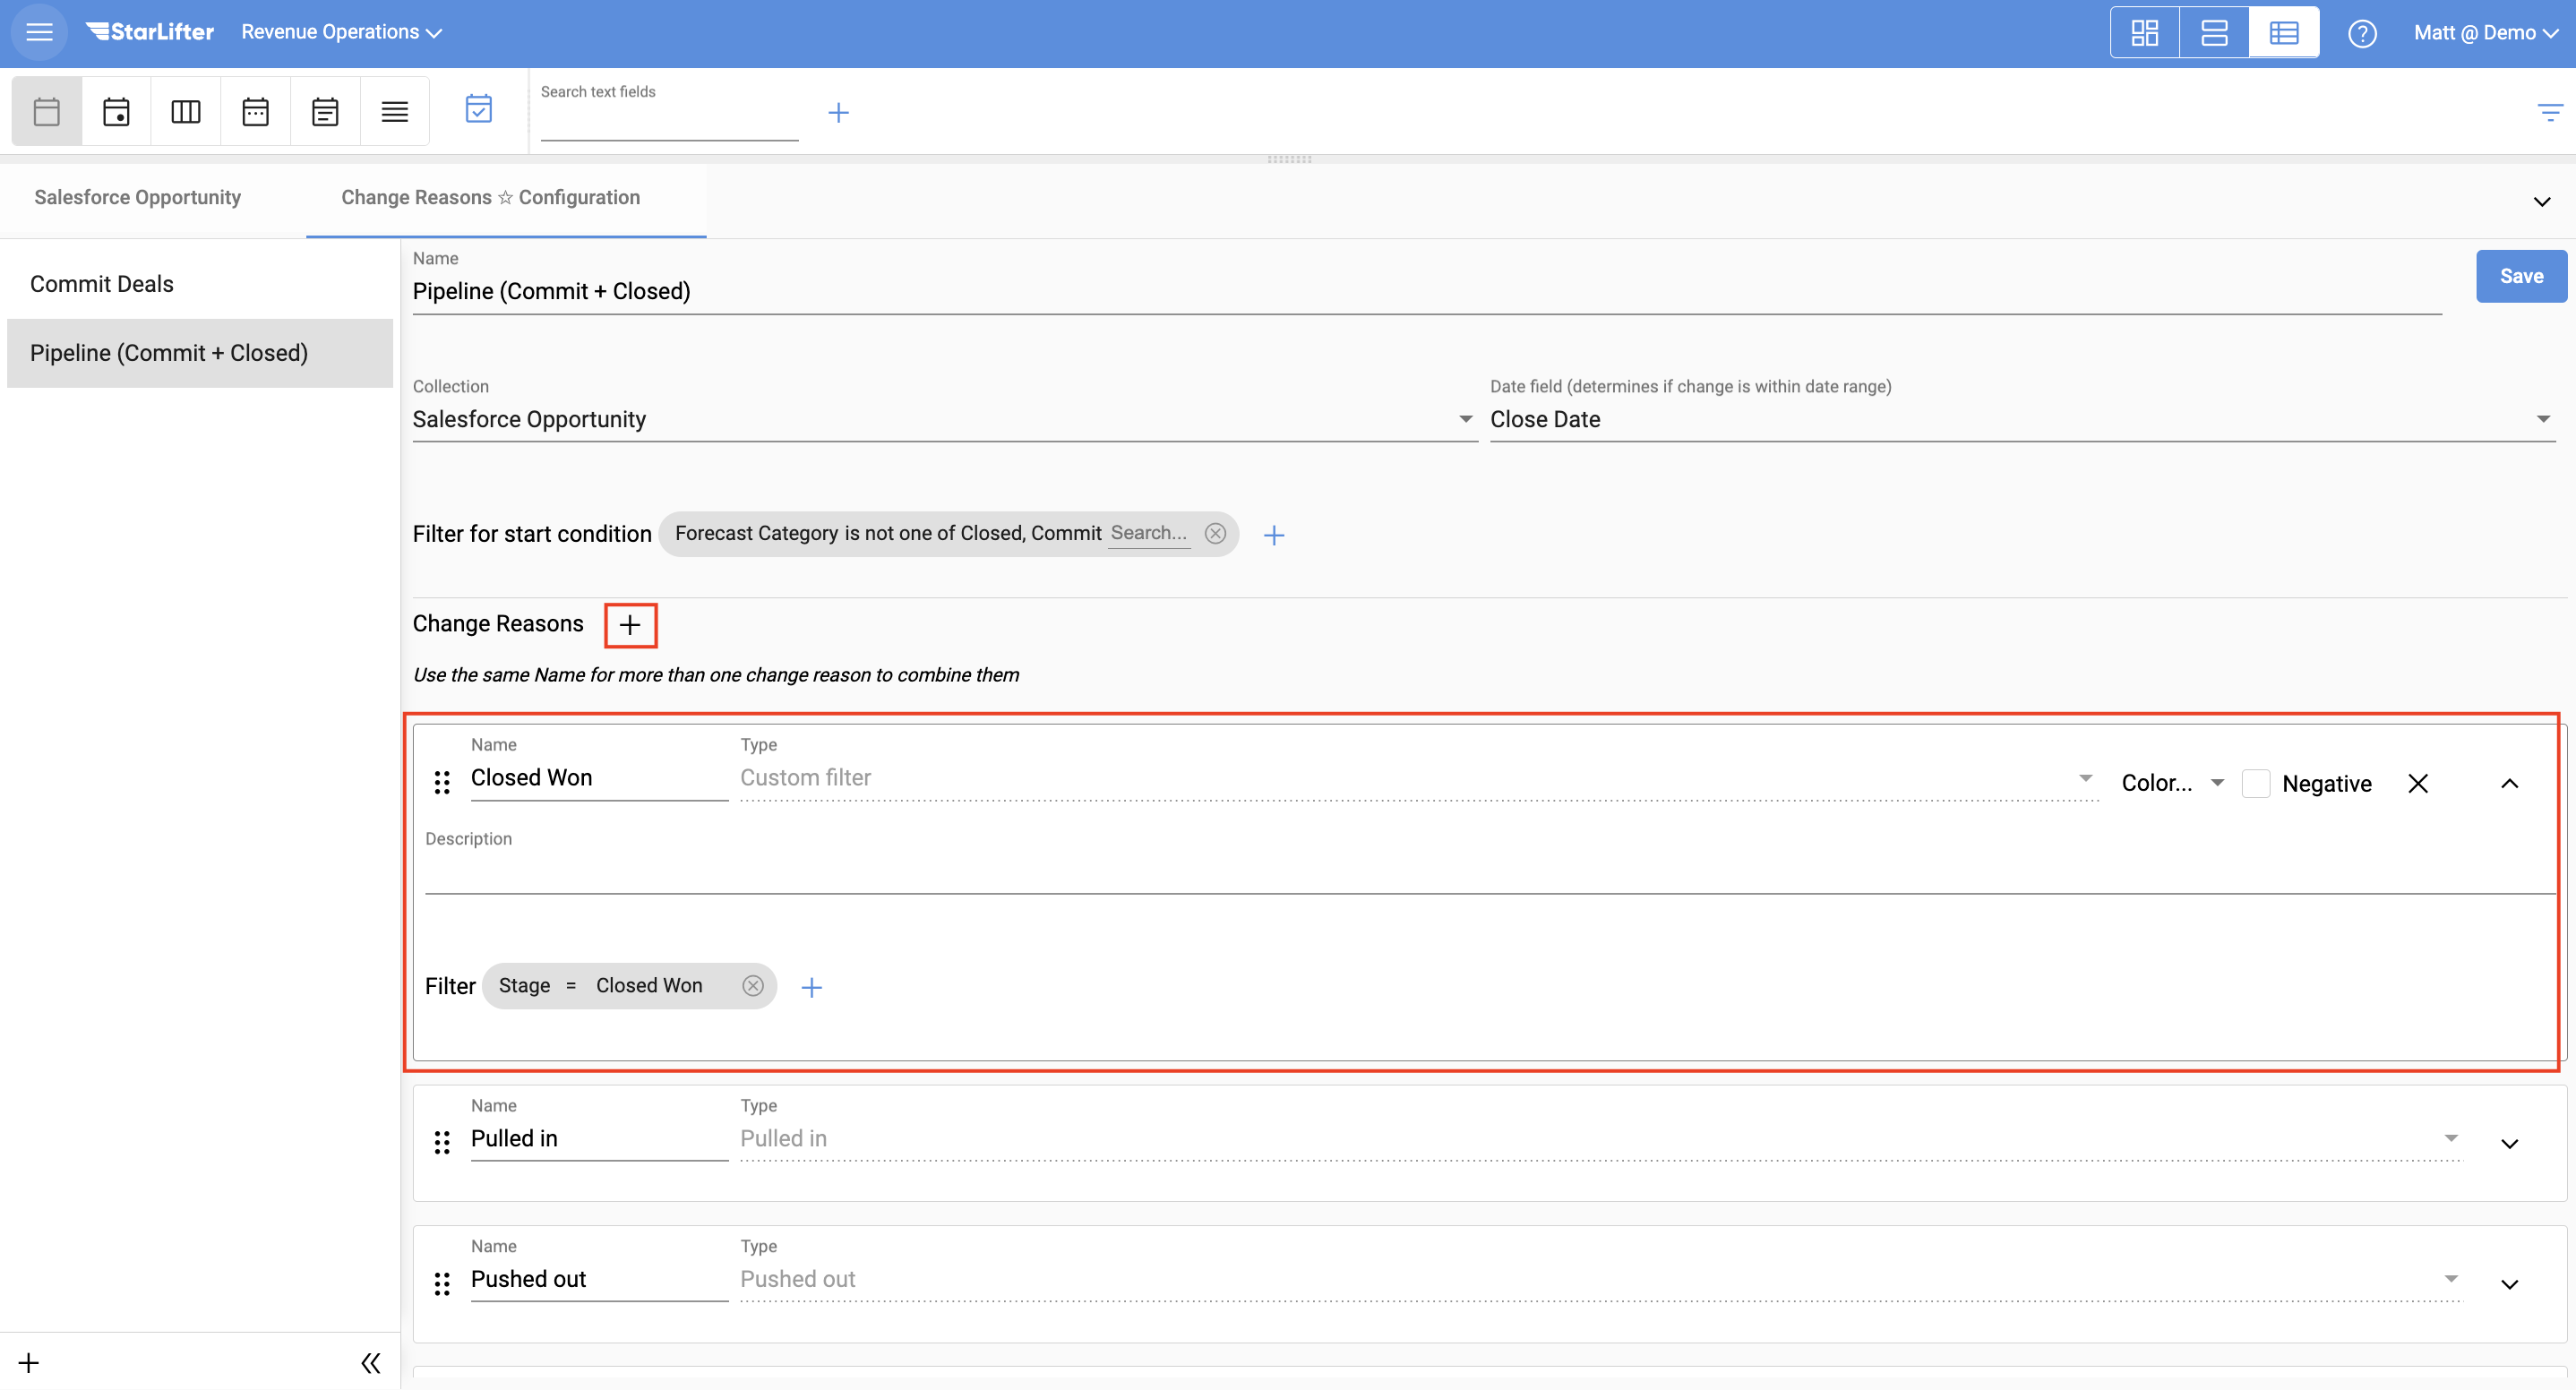 StarLifter Revenue Operations
Matt @ Demo
Search text fields
Salesforce Opportunity
Change Reasons ☆ Configuration
Commit Deals
Pipeline (Commit + Closed)
Name
Pipeline (Commit + Closed)
Save
Collection
Salesforce Opportunity
Date field (determines if change is within date range)
Close Date
Filter for start condition Forecast Category is not one of Closed, Commit Search...
Change Reasons
Use the same Name for more than one change reason to combine them
Name Type
Closed Won Custom filter Color... Negative
Description
Filter Stage = Closed Won
Name Type
Pulled in Pulled in
Name Type
Pushed out Pushed out